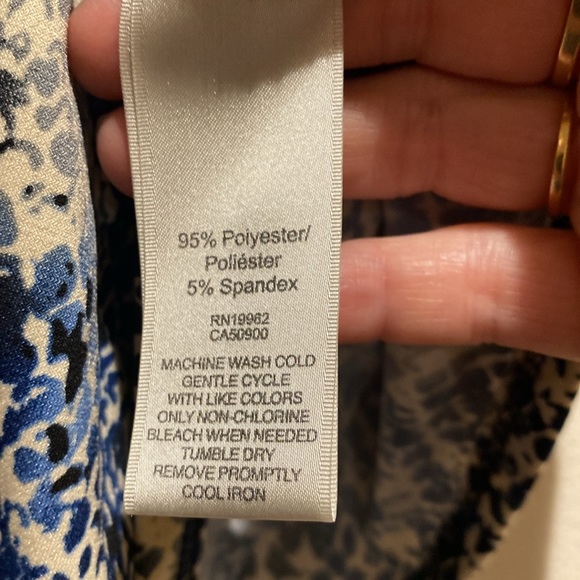 95% Polyester/
Poliéster
5% Spandex
RN19962
CA50900
MACHINE WASH COLD
GENTLE CYCLE
WITH LIKE COLORS
ONLY NON-CHLORINE
BLEACH WHEN NEEDED
TUMBLE DRY
REMOVE PROMPTLY
COOL IRON